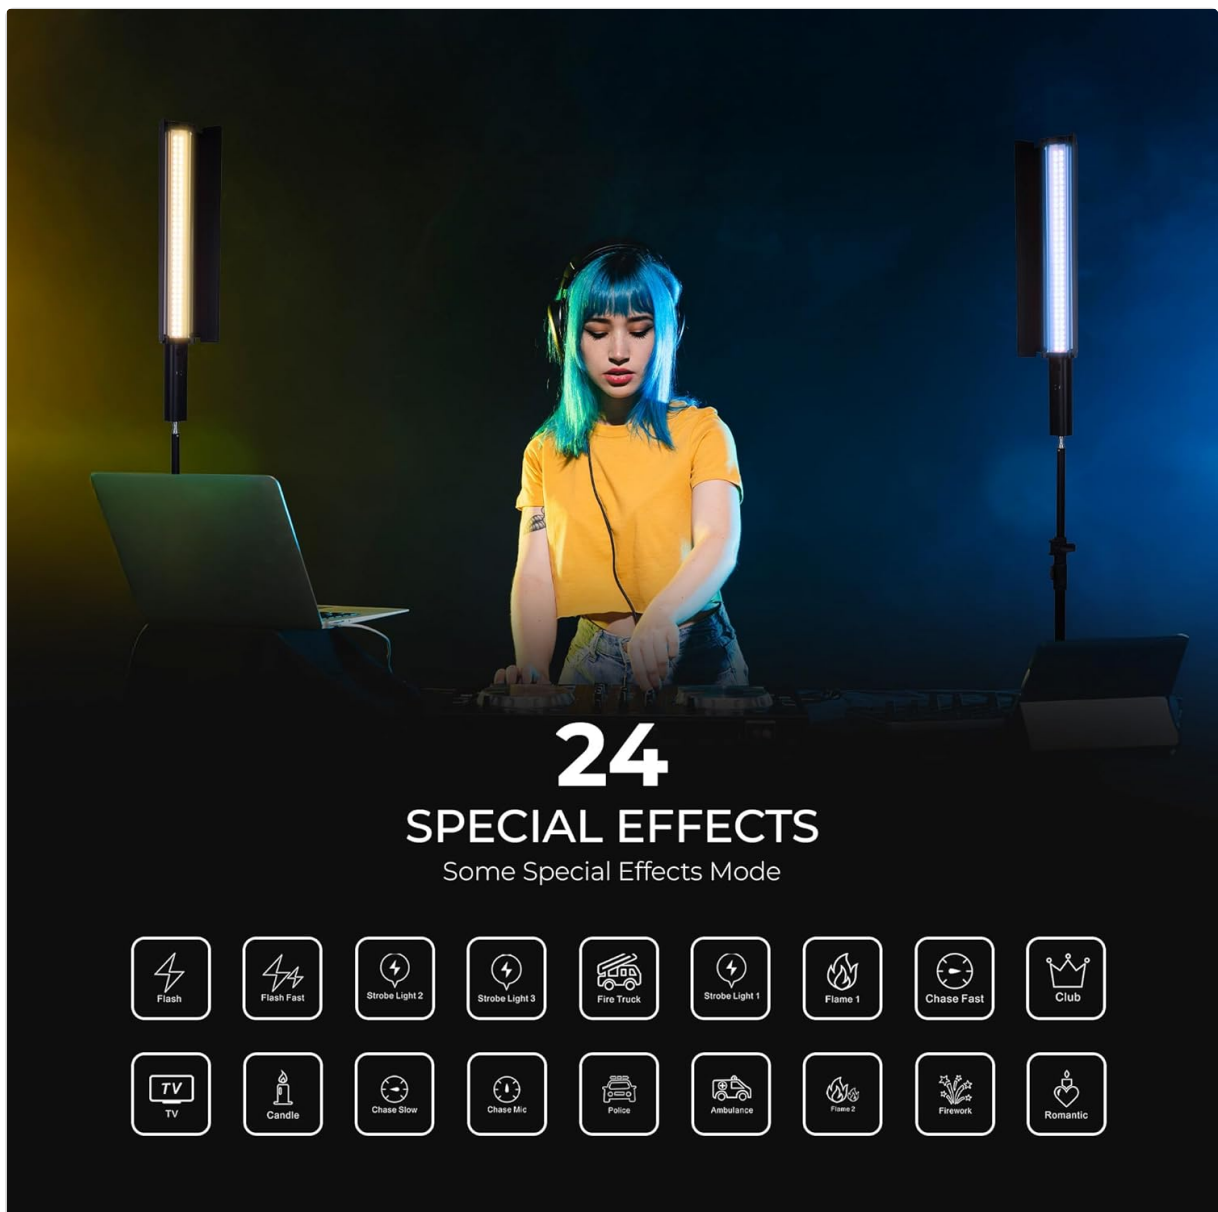 24
SPECIAL EFFECTS
Some Special Effects Mode
Flash
Flash Fast
Strobe Light 2
Strobe Light 3
Fire Truck
Strobe Light 1
Flame 1
Chase Fast
Club
TV
TV
Candle
Chase Slow
Chase Mic
Police
Ambulance
Flame 2
Firework
Romantic